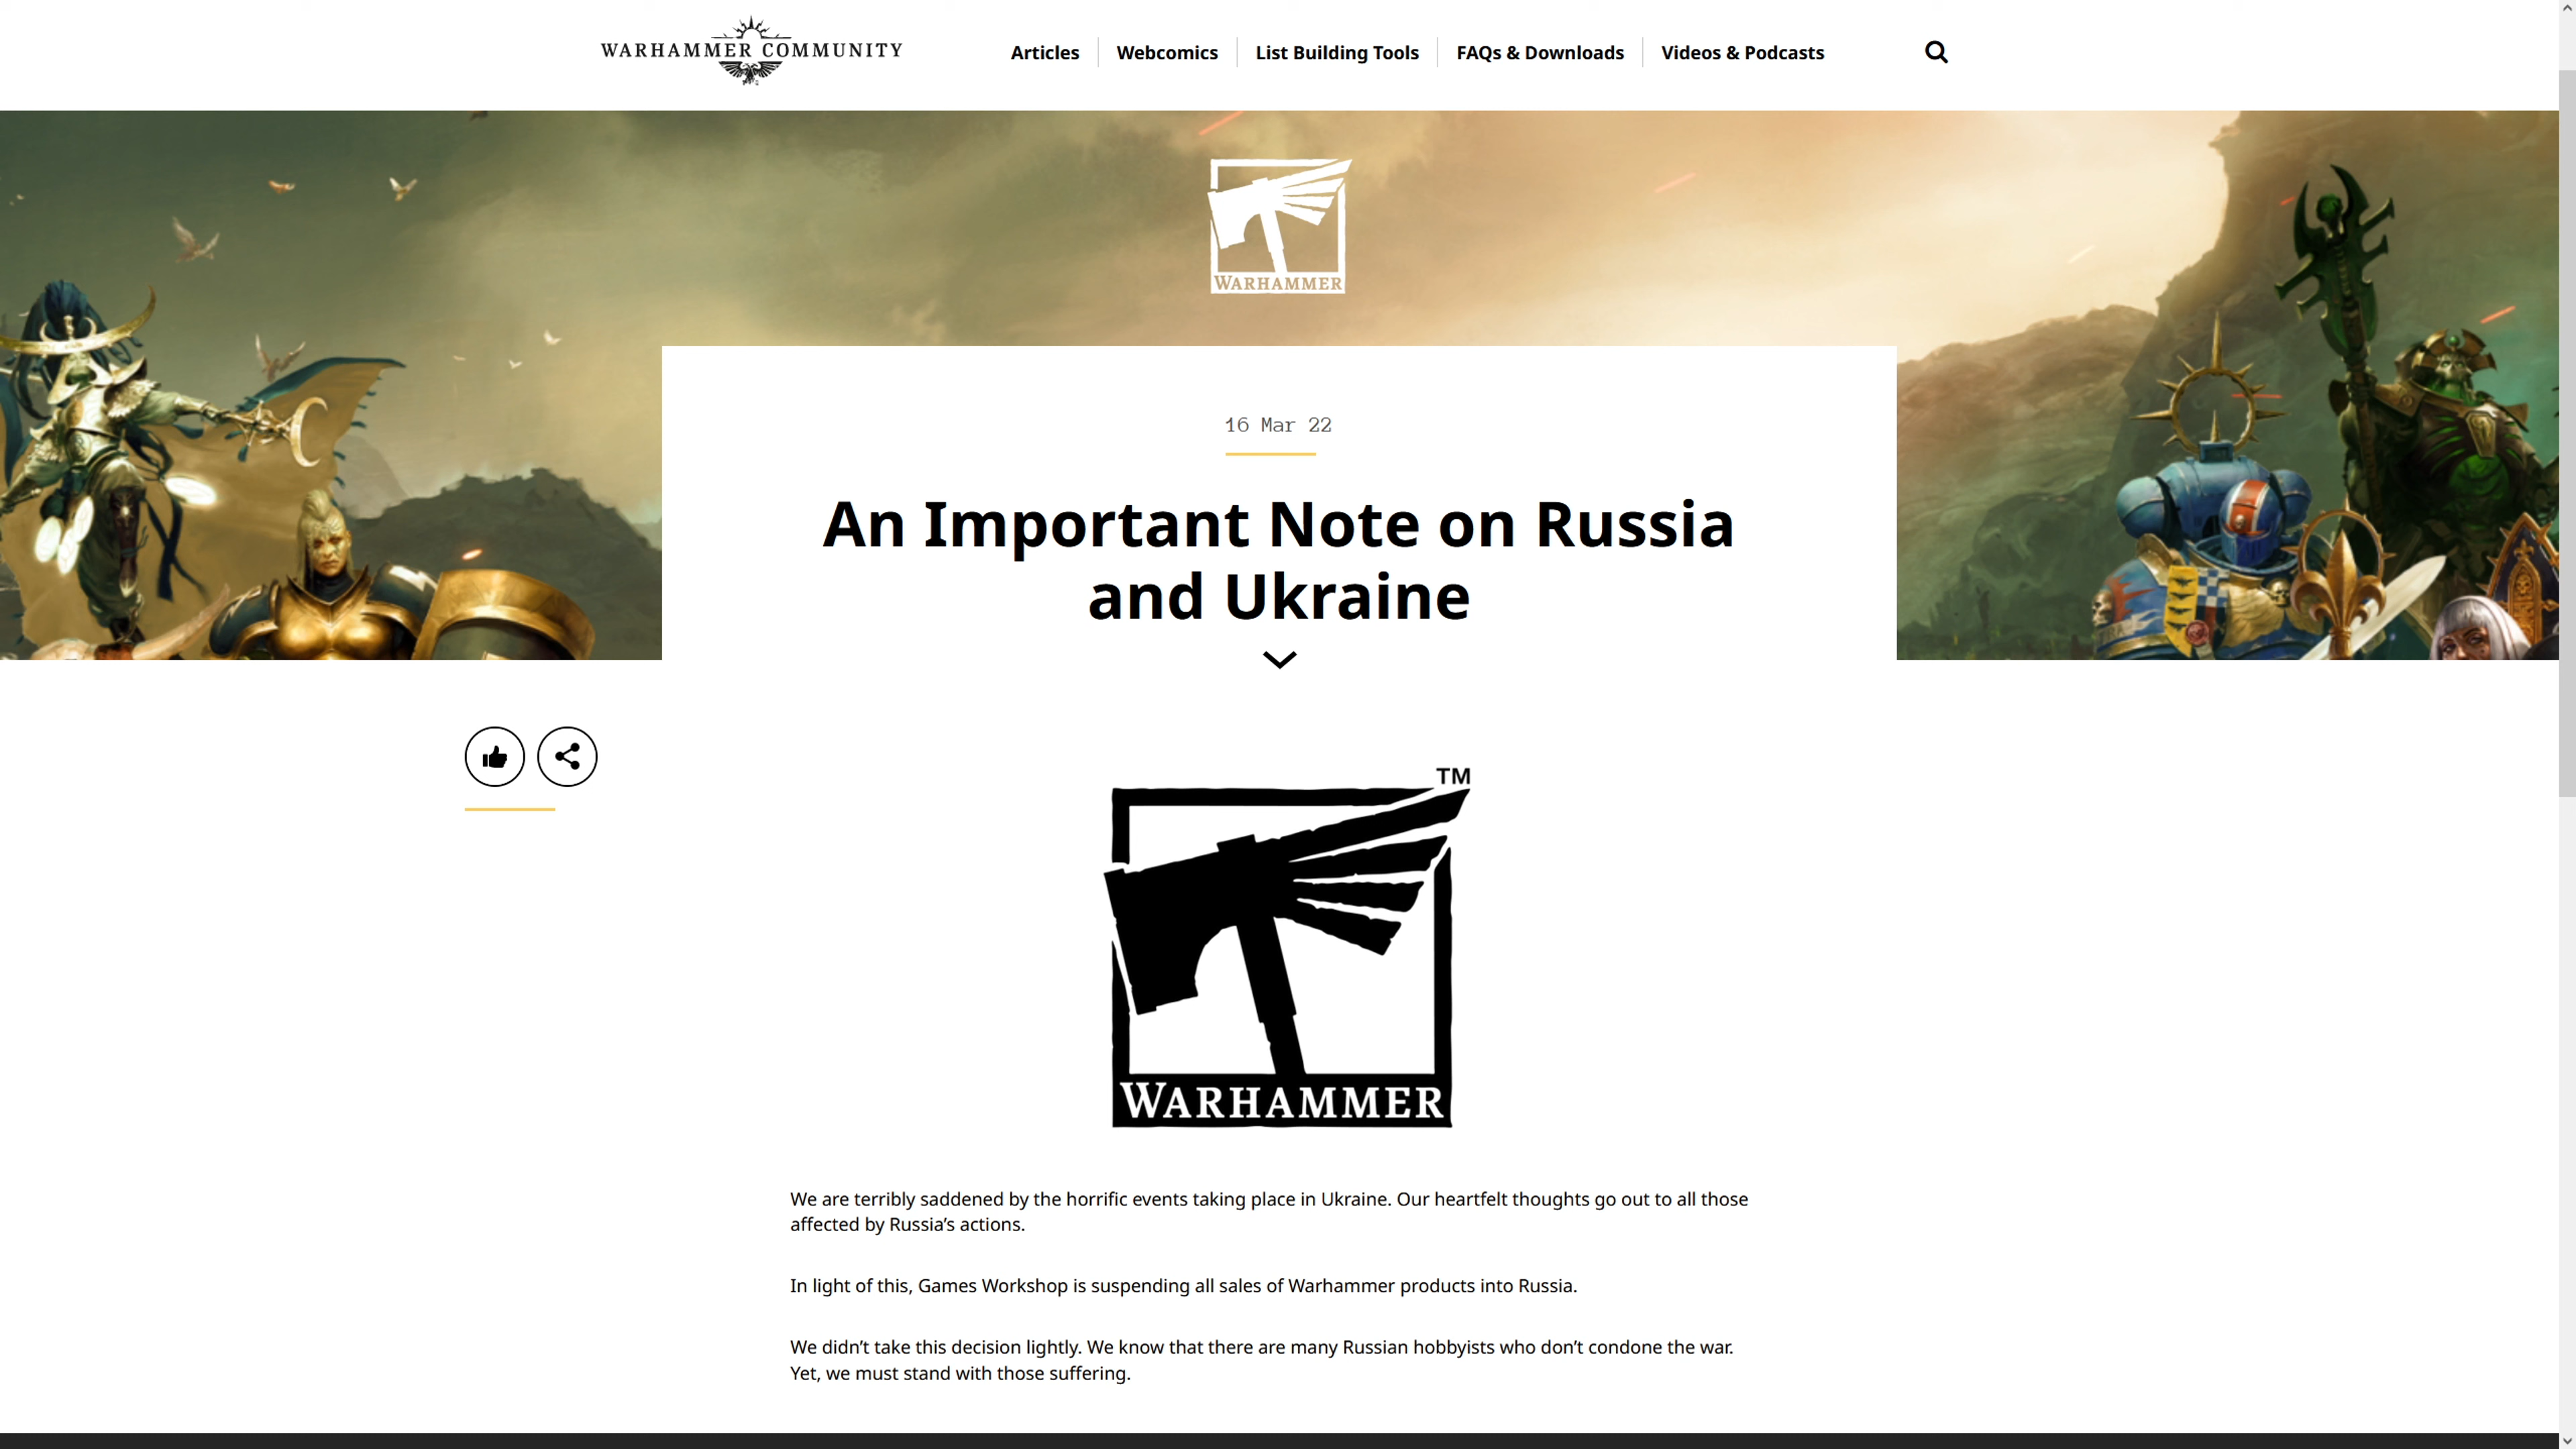 WARHAMMER COMMUNITY
Articles
Webcomics
List Building Tools
FAQs & Downloads
Videos & Podcasts
WARHAMMER
16 Mar 22
An Important Note on Russia
and Ukraine
TM
WARHAMMER
We are terribly saddened by the horrific events taking place in Ukraine. Our heartfelt thoughts go out to all those
affected by Russia’s actions.
In light of this, Games Workshop is suspending all sales of Warhammer products into Russia.
We didn’t take this decision lightly. We know that there are many Russian hobbyists who don’t condone the war.
Yet, we must stand with those suffering.